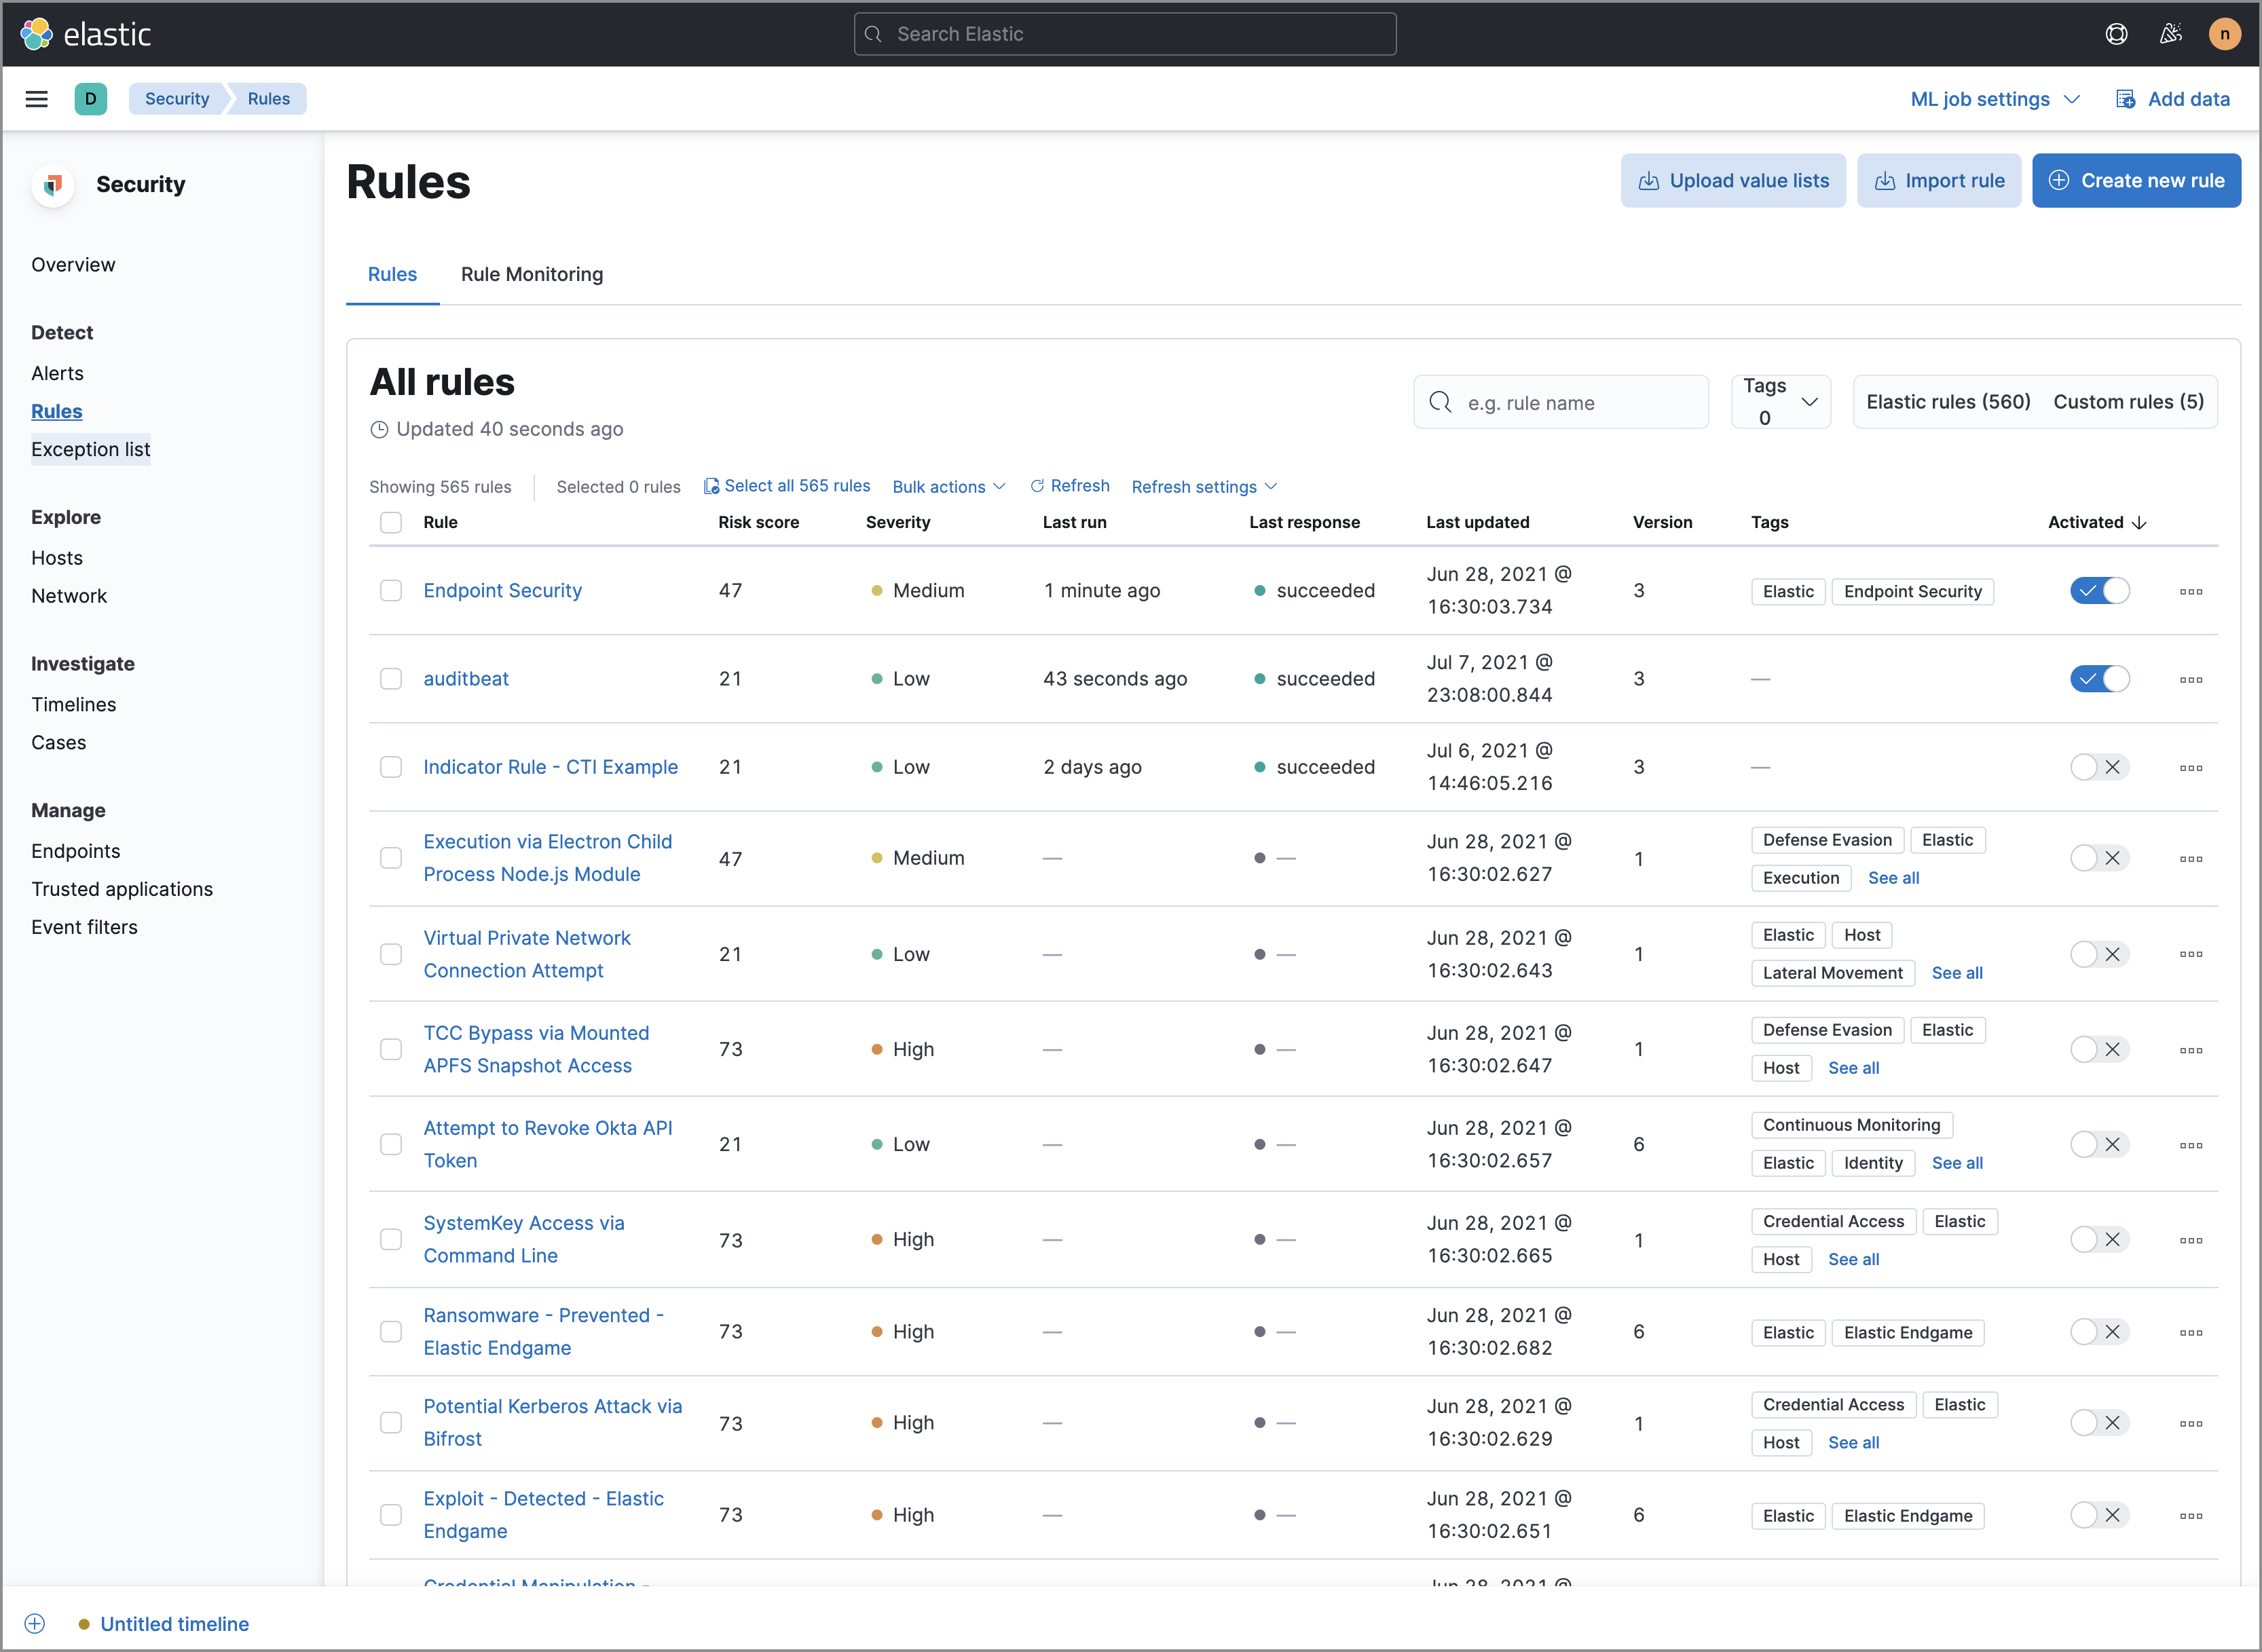 elastic
Search Elastic
n
D
Security
Rules
ML job settings
Add data
Security
Overview
Detect
Alerts
Rules
Exception list
Explore
Hosts
Network
Investigate
Timelines
Cases
Manage
Endpoints
Trusted applications
Event filters
Rules
Upload value lists
Import rule
Create new rule
Rules
Rule Monitoring
All rules
Updated 40 seconds ago
e.g. rule name
Tags
0
Elastic rules (560)
Custom rules (5)
Showing 565 rules
Selected 0 rules
Select all 565 rules
Bulk actions
Refresh
Refresh settings
Rule Risk score Severity Last run Last response Last updated Version Tags Activated
Endpoint Security 47 Medium 1 minute ago succeeded Jun 28, 2021 @
16:30:03.734 3 Elastic Endpoint Security
auditbeat 21 Low 43 seconds ago succeeded Jul 7, 2021 @
23:08:00.844 3 —
Indicator Rule - CTI Example 21 Low 2 days ago succeeded Jul 6, 2021 @
14:46:05.216 3 —
Execution via Electron Child
Process Node.js Module 47 Medium — — Jun 28, 2021 @
16:30:02.627 1 Defense Evasion Elastic
Execution See all
Virtual Private Network
Connection Attempt 21 Low — — Jun 28, 2021 @
16:30:02.643 1 Elastic Host
Lateral Movement See all
TCC Bypass via Mounted
APFS Snapshot Access 73 High — — Jun 28, 2021 @
16:30:02.647 1 Defense Evasion Elastic
Host See all
Attempt to Revoke Okta API
Token 21 Low — — Jun 28, 2021 @
16:30:02.657 6 Continuous Monitoring
Elastic Identity See all
SystemKey Access via
Command Line 73 High — — Jun 28, 2021 @
16:30:02.665 1 Credential Access Elastic
Host See all
Ransomware - Prevented -
Elastic Endgame 73 High — — Jun 28, 2021 @
16:30:02.682 6 Elastic Elastic Endgame
Potential Kerberos Attack via
Bifrost 73 High — — Jun 28, 2021 @
16:30:02.629 1 Credential Access Elastic
Host See all
Exploit - Detected - Elastic
Endgame 73 High — — Jun 28, 2021 @
16:30:02.651 6 Elastic Elastic Endgame
Credential Manipulation - Jun 28, 2021 @
Untitled timeline